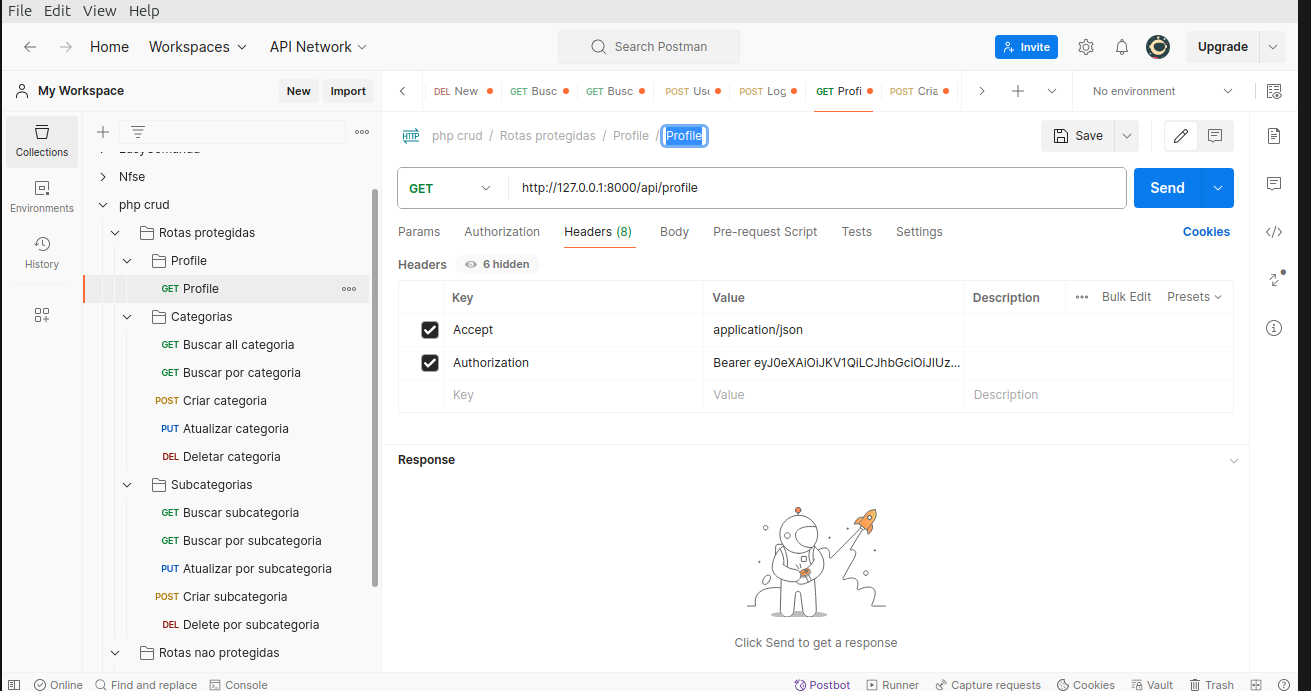 File Edit View Help
Home Workspaces API Network Search Postman Invite Upgrade
My Workspace New Import
DEL New GET Busc GET Busc POST Use POST Log GET Profi POST Cria No environment
Collections
Environments
History
Nfse
php crud
Rotas protegidas
Profile
GET Profile
Categorias
GET Buscar all categoria
GET Buscar por categoria
POST Criar categoria
PUT Atualizar categoria
DEL Deletar categoria
Subcategorias
GET Buscar subcategoria
GET Buscar por subcategoria
PUT Atualizar por subcategoria
POST Criar subcategoria
DEL Delete por subcategoria
Rotas nao protegidas
HTTP php crud / Rotas protegidas / Profile / Profile Save
GET http://127.0.0.1:8000/api/profile Send
Params Authorization Headers (8) Body Pre-request Script Tests Settings Cookies
Headers 6 hidden
Key Value Description Bulk Edit Presets
Accept application/json
Authorization Bearer eyJ0eXAiOiJKV1QiLCJhbGciOiJIUz...
Key Value Description
Response
Click Send to get a response
Online Find and replace Console Postbot Runner Capture requests Cookies Vault Trash